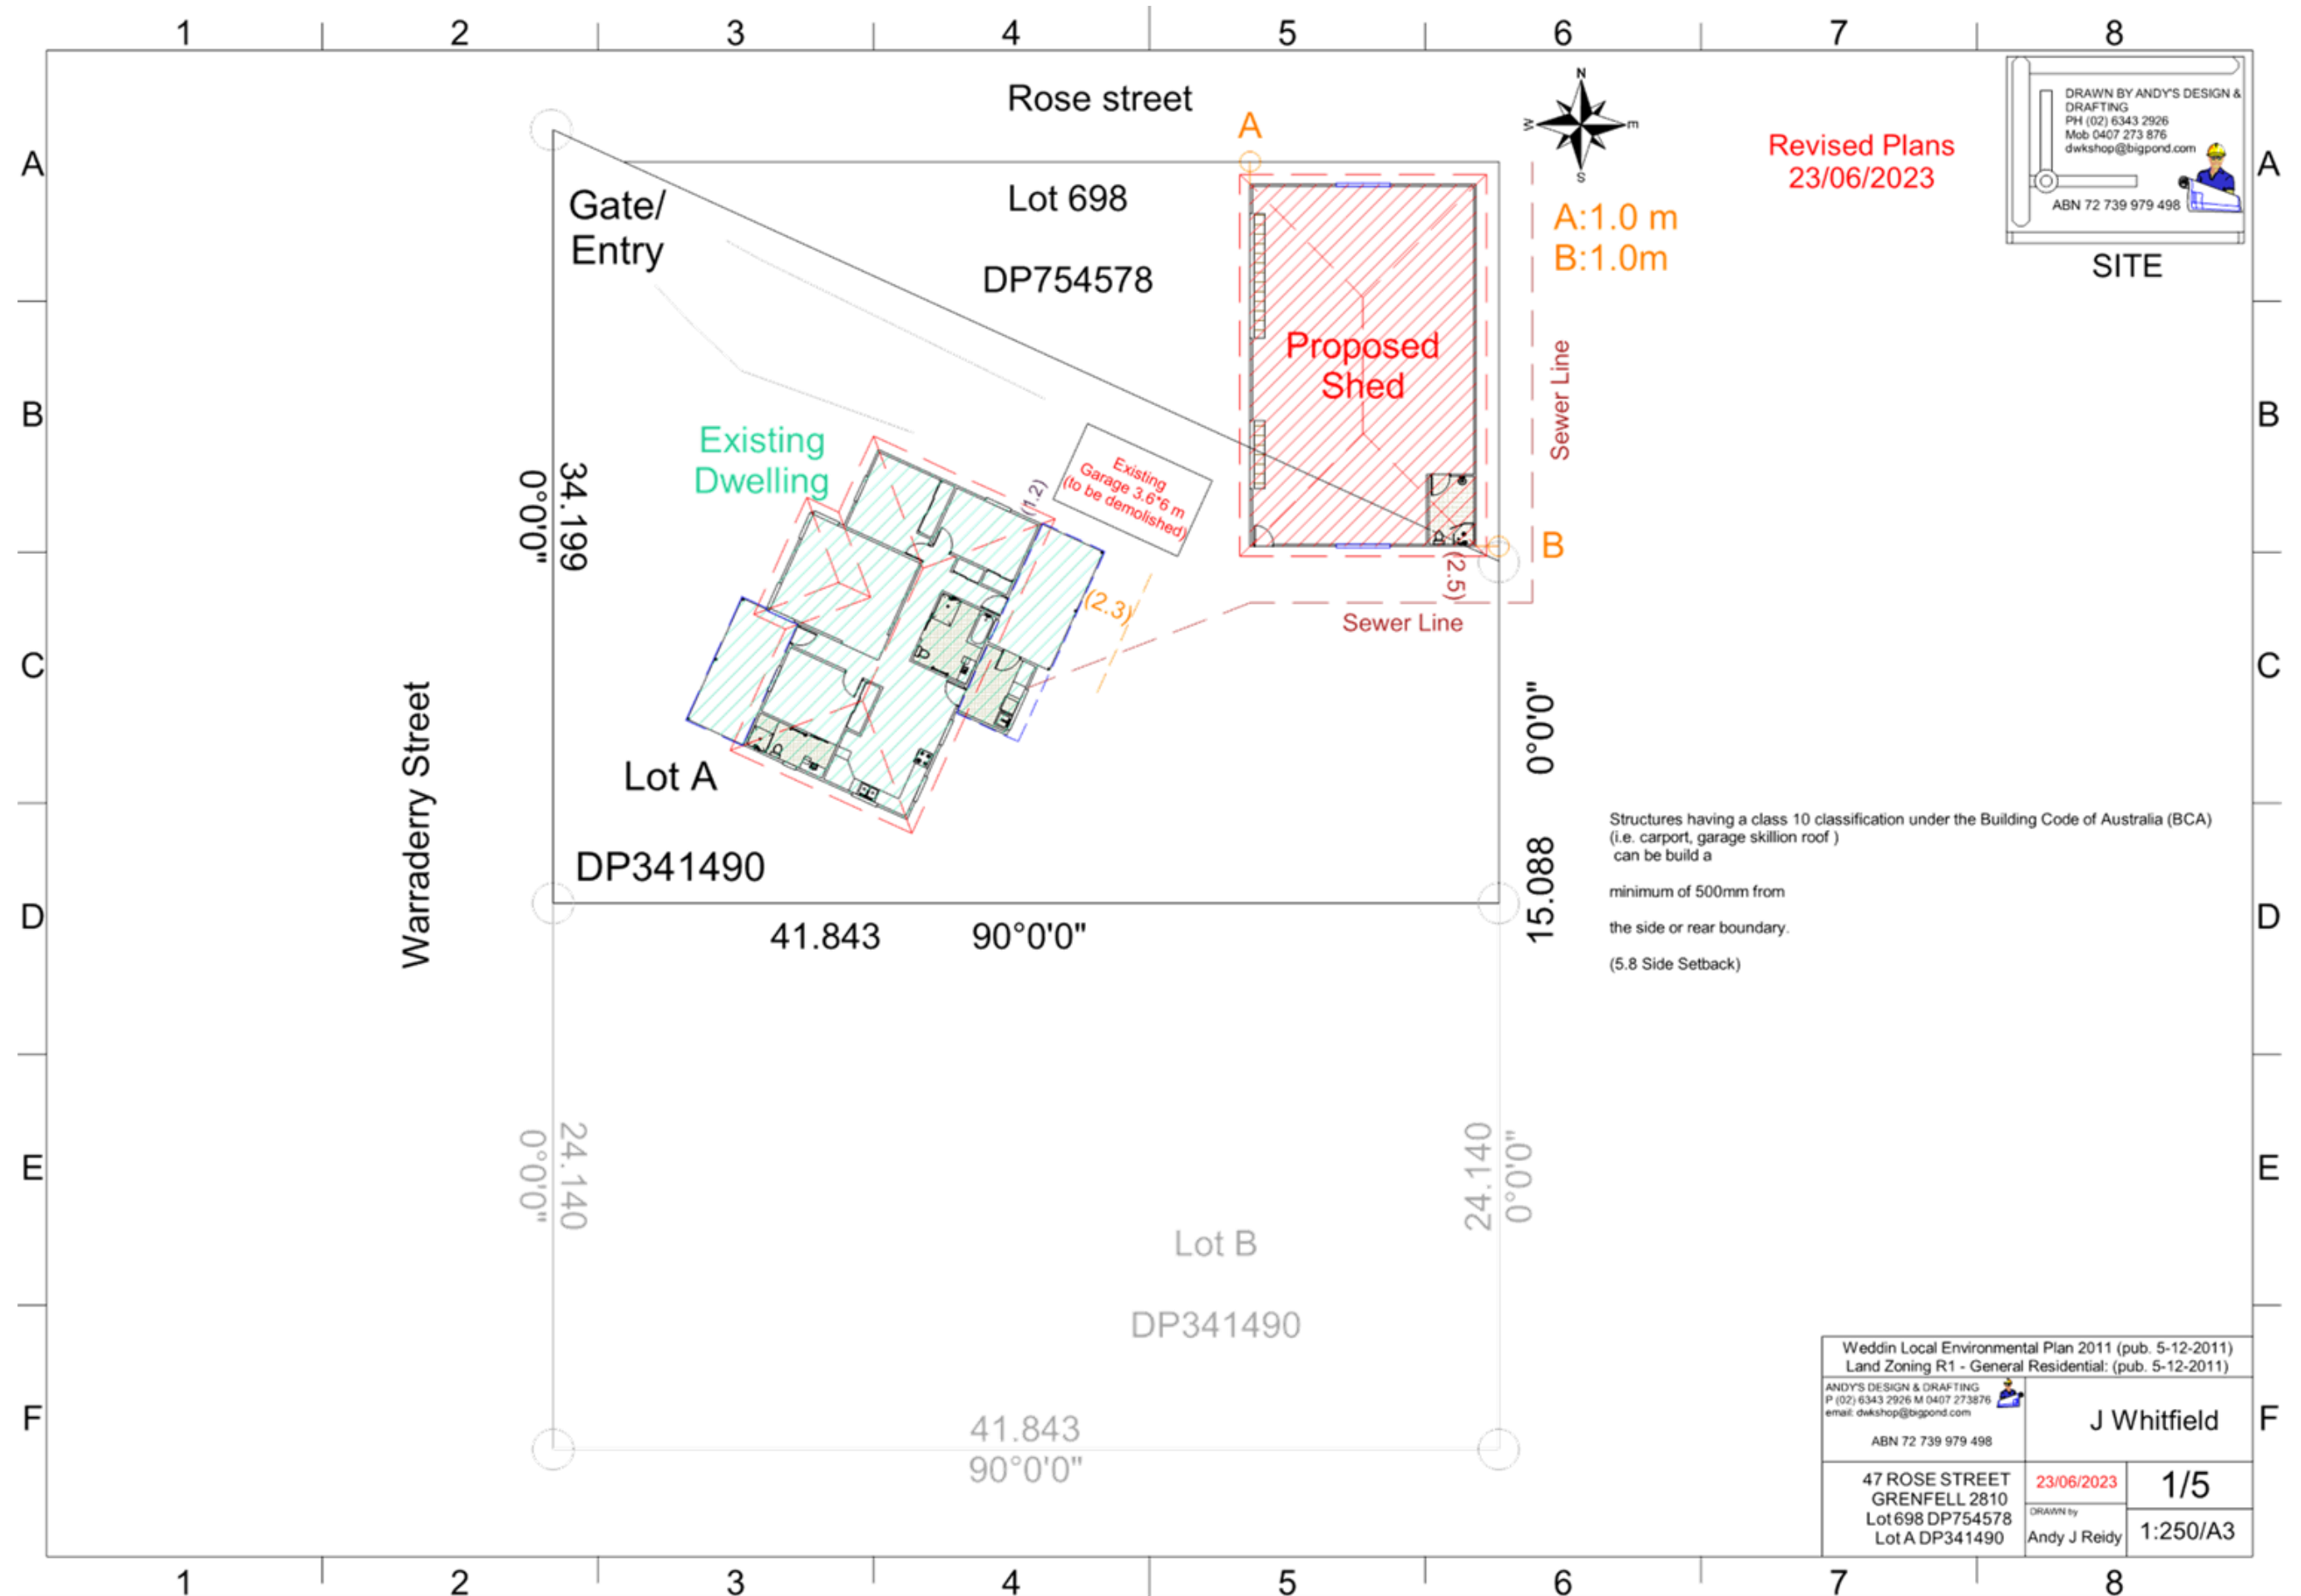 1 2 3 4 5 6 7 8
A
B
C
D
E
F
Rose street
N
W
E
S
A
A:1.0 m
B:1.0m
Revised Plans
23/06/2023
DRAWN BY ANDY'S DESIGN &
DRAFTING
PH (02) 6343 2926
Mob 0407 273 876
dwkshop@bigpond.com
ABN 72 739 979 498
SITE
Gate/
Entry
Lot 698
DP754578
Proposed
Shed
Sewer Line
B
(2.5)
Sewer Line
Existing
Dwelling
(1.2)
Existing
Garage 3.6*6 m
(to be demolished)
(2.3)
34.199
0°0'0"
Warraderry Street
Lot A
DP341490
41.843 90°0'0"
15.088 0°0'0"
Structures having a class 10 classification under the Building Code of Australia (BCA)
(i.e. carport, garage skillion roof )
can be build a
minimum of 500mm from
the side or rear boundary.
(5.8 Side Setback)
24.140
0°0'0"
24.140
0°0'0"
Lot B
DP341490
41.843
90°0'0"
Weddin Local Environmental Plan 2011 (pub. 5-12-2011)
Land Zoning R1 - General Residential: (pub. 5-12-2011)
ANDY'S DESIGN & DRAFTING
P (02) 6343 2926 M 0407 273876
email: dwkshop@bigpond.com
ABN 72 739 979 498
J Whitfield
47 ROSE STREET
GRENFELL 2810
Lot 698 DP754578
Lot A DP341490
23/06/2023
DRAWN by
Andy J Reidy
1/5
1:250/A3
A
B
C
D
E
F
1 2 3 4 5 6 7 8